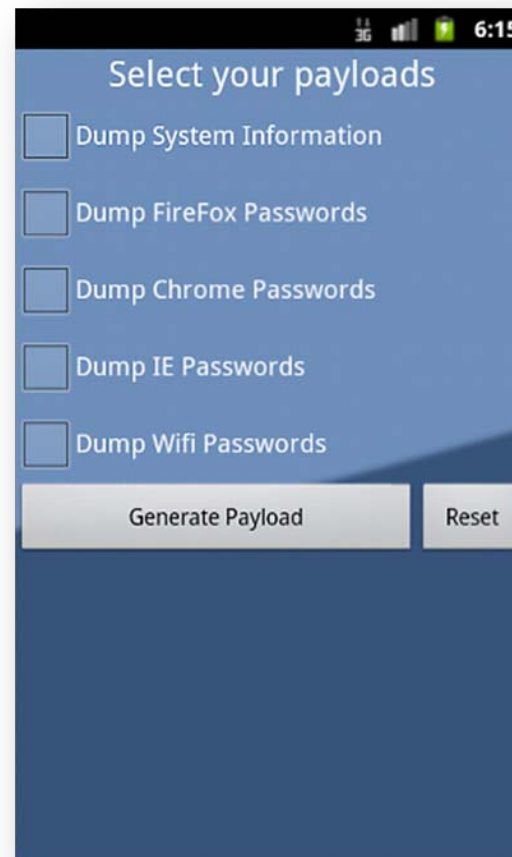 3G 6:15
Select your payloads
Dump System Information
Dump FireFox Passwords
Dump Chrome Passwords
Dump IE Passwords
Dump Wifi Passwords
Generate Payload
Reset